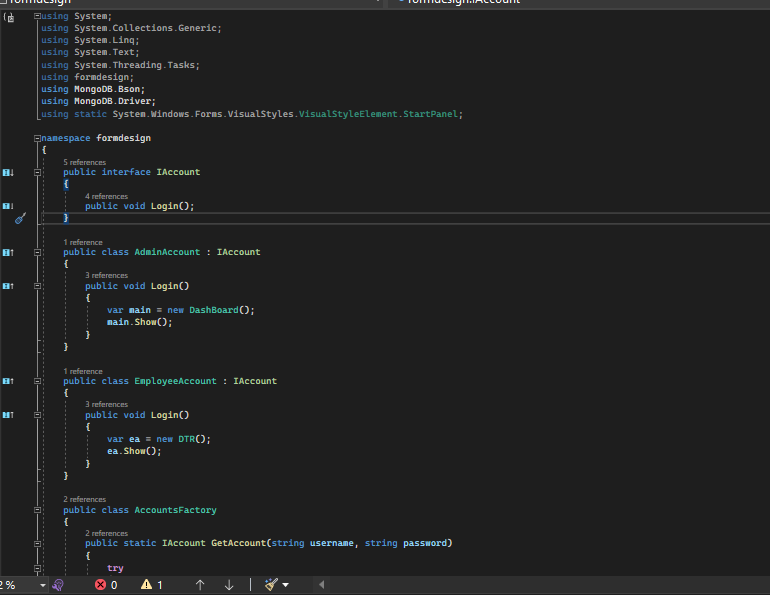 formdesign formdesign.IAccount
using System;
using System.Collections.Generic;
using System.Linq;
using System.Text;
using System.Threading.Tasks;
using formdesign;
using MongoDB.Bson;
using MongoDB.Driver;
using static System.Windows.Forms.VisualStyles.VisualStyleElement.StartPanel;
namespace formdesign
{
5 references
public interface IAccount
{
4 references
public void Login();
}
1 reference
public class AdminAccount : IAccount
{
3 references
public void Login()
{
var main = new DashBoard();
main.Show();
}
}
1 reference
public class EmployeeAccount : IAccount
{
3 references
public void Login()
{
var ea = new DTR();
ea.Show();
}
}
2 references
public class AccountsFactory
{
2 references
public static IAccount GetAccount(string username, string password)
{
try
2 % 0 1